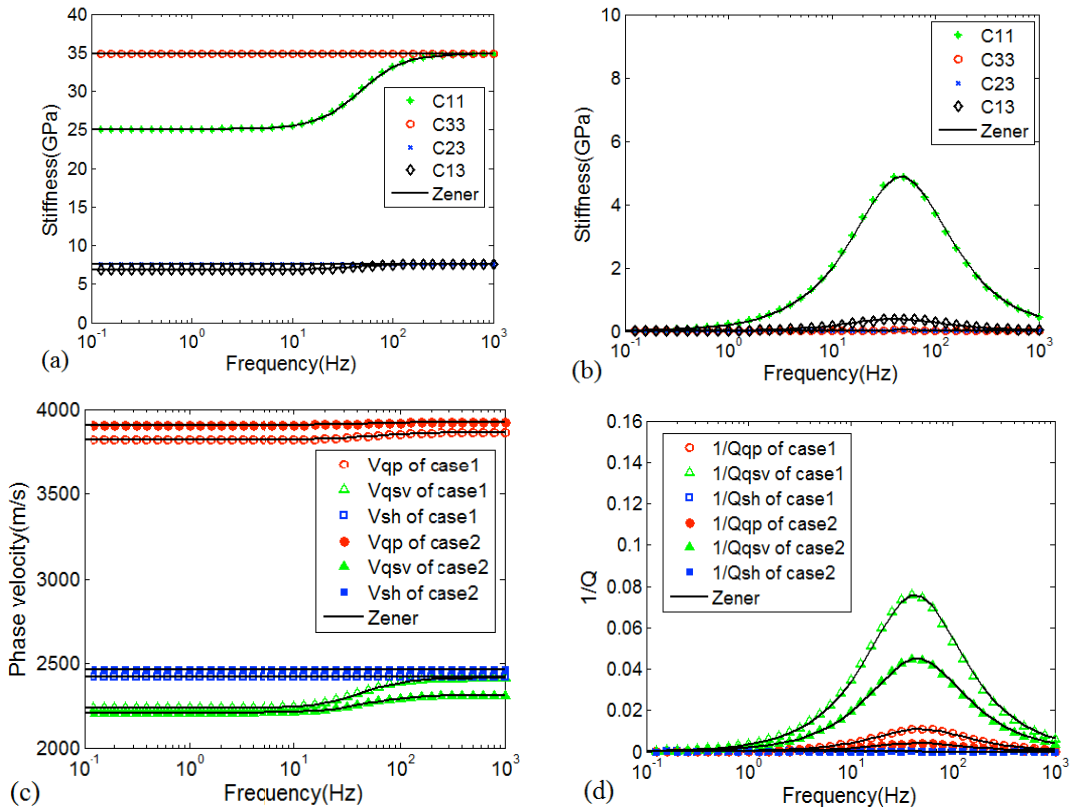 Stiffness(GPa)
40
35
30
25
20
15
10
5
0
C11
C33
C23
C13
Zener
10^-1 10^0 10^1 10^2 10^3
Frequency(Hz)
(a)
Stiffness(GPa)
10
8
6
4
2
0
C11
C33
C23
C13
Zener
10^-1 10^0 10^1 10^2 10^3
Frequency(Hz)
(b)
Phase velocity(m/s)
4000
3500
3000
2500
2000
Vqp of case1
Vqsv of case1
Vsh of case1
Vqp of case2
Vqsv of case2
Vsh of case2
Zener
10^-1 10^0 10^1 10^2 10^3
Frequency(Hz)
(c)
1/Q
0.16
0.14
0.12
0.1
0.08
0.06
0.04
0.02
0
1/Qqp of case1
1/Qqsv of case1
1/Qsh of case1
1/Qqp of case2
1/Qqsv of case2
1/Qsh of case2
Zener
10^-1 10^0 10^1 10^2 10^3
Frequency(Hz)
(d)